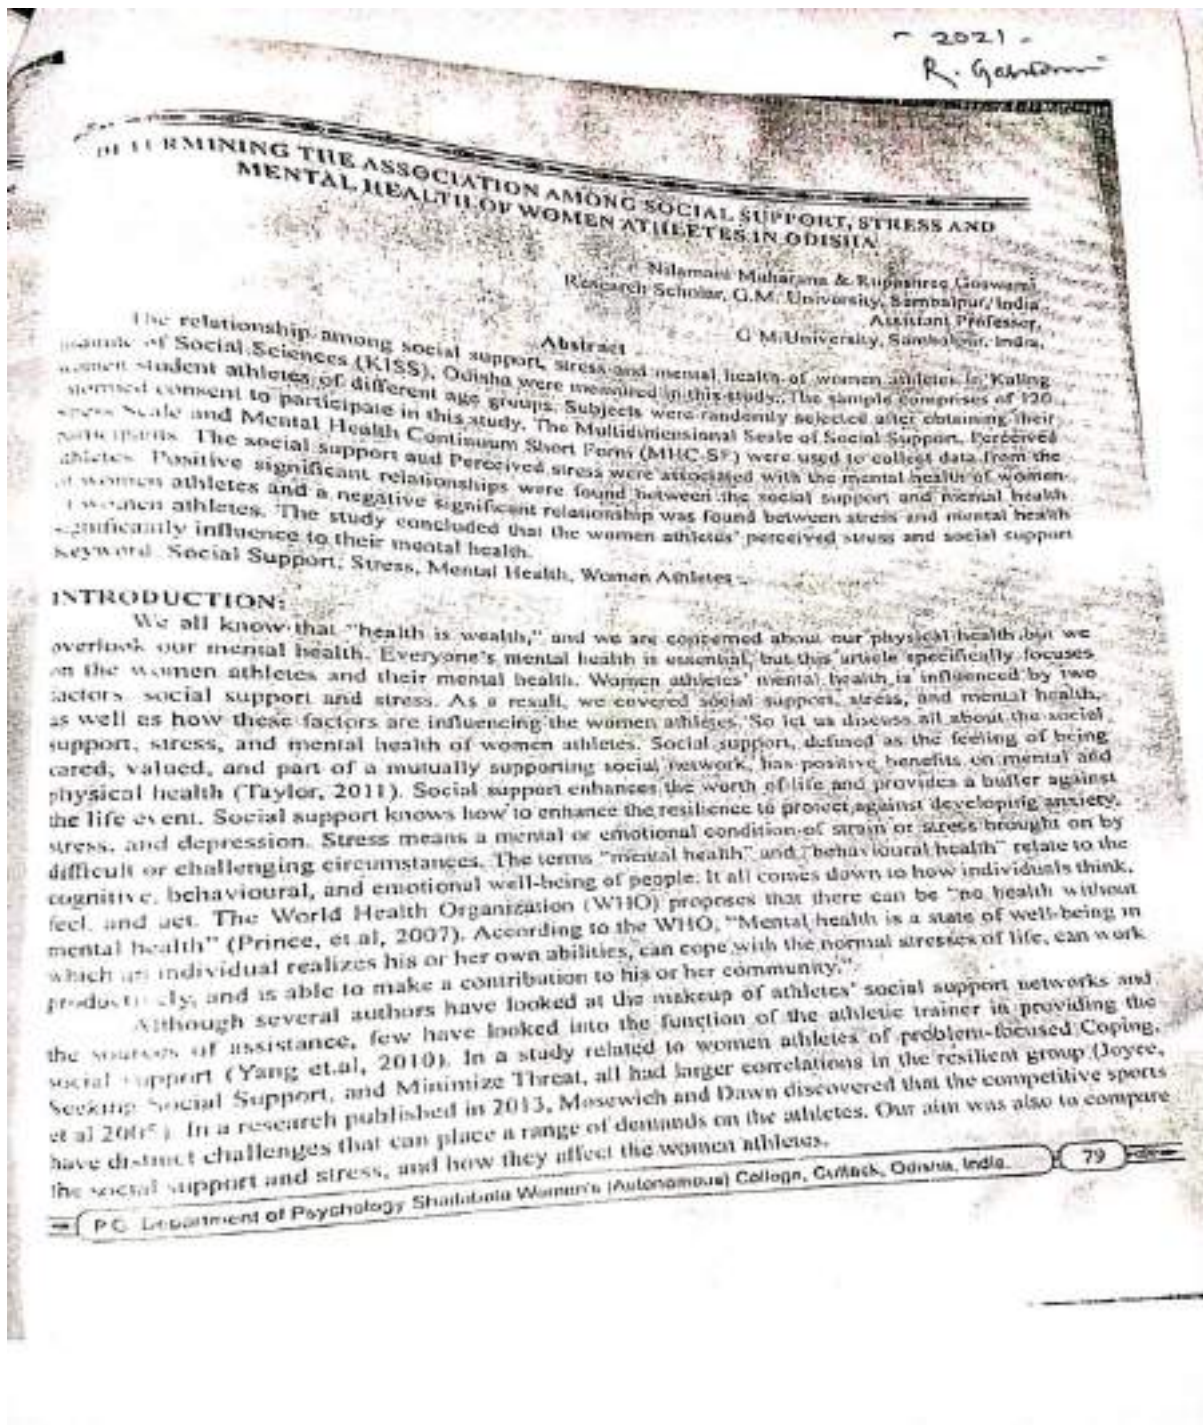 - 2021 -
R. Goswami
DETERMINING THE ASSOCIATION AMONG SOCIAL SUPPORT, STRESS AND
MENTAL HEALTH OF WOMEN ATHLETES IN ODISHA
Nilamani Maharana & Rupashree Goswami
Research Scholar, G.M. University, Sambalpur, India
Assistant Professor,
G M University, Sambalpur, India,
Abstract
The relationship among social support, stress and mental health of women athletes in Kaling
of Social Sciences (KISS), Odisha were measured in this study. The sample comprises of 120
women student athletes of different age groups. Subjects were randomly selected after obtaining their
consent to participate in this study. The Multidimensional Scale of Social Support, Perceived
Stress Scale and Mental Health Continuum Short Form (MHC-SF) were used to collect data from the
participants. The social support and Perceived stress were associated with the mental health of women
athletes. Positive significant relationships were found between the social support and mental health
of women athletes and a negative significant relationship was found between stress and mental health
women athletes. The study concluded that the women athletes' perceived stress and social support
significantly influence to their mental health.
Keyword: Social Support, Stress, Mental Health, Women Athletes
INTRODUCTION:
We all know that "health is wealth," and we are concerned about our physical health but we
overlook our mental health. Everyone's mental health is essential, but this article specifically focuses
on the women athletes and their mental health. Women athletes' mental health is influenced by two
factors social support and stress. As a result, we covered social support, stress, and mental health,
as well as how these factors are influencing the women athletes. So let us discuss all about the social
support, stress, and mental health of women athletes. Social support, defined as the feeling of being
cared, valued, and part of a mutually supporting social network, has positive benefits on mental and
physical health (Taylor, 2011). Social support enhances the worth of life and provides a buffer against
the life event. Social support knows how to enhance the resilience to protect against developing anxiety,
stress, and depression. Stress means a mental or emotional condition of strain or stress brought on by
difficult or challenging circumstances. The terms "mental health" and "behavioural health" relate to the
cognitive, behavioural, and emotional well-being of people. It all comes down to how individuals think,
feel, and act. The World Health Organization (WHO) proposes that there can be "no health without
mental health" (Prince, et.al, 2007). According to the WHO, "Mental health is a state of well-being in
which an individual realizes his or her own abilities, can cope with the normal stresses of life, can work
productively, and is able to make a contribution to his or her community."
Although several authors have looked at the makeup of athletes' social support networks and
the sources of assistance, few have looked into the function of the athletic trainer in providing the
social support (Yang et.al, 2010). In a study related to women athletes of problem-focused Coping,
Seeking Social Support, and Minimize Threat, all had larger correlations in the resilient group (Joyce,
et al 2005). In a research published in 2013, Mosewich and Dawn discovered that the competitive sports
have distinct challenges that can place a range of demands on the athletes. Our aim was also to compare
the social support and stress, and how they affect the women athletes.
P.G. Department of Psychology Shailabala Women's (Autonomous) College, Cuttack, Odisha, India. 79